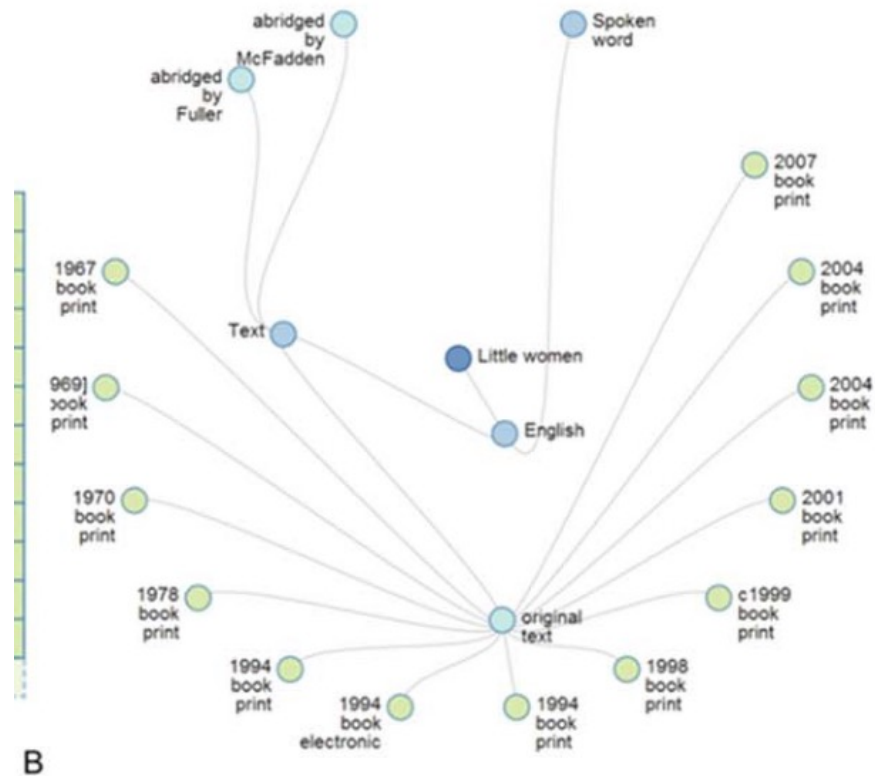 abridged
by
McFadden
Spoken
word
abridged
by
Fuller
2007
book
print
1967
book
print
2004
book
print
Text
Little women
969]
book
print
2004
book
print
English
1970
book
print
2001
book
print
1978
book
print
c1999
book
print
original
text
1994
book
print
1998
book
print
1994
book
electronic
1994
book
print
B